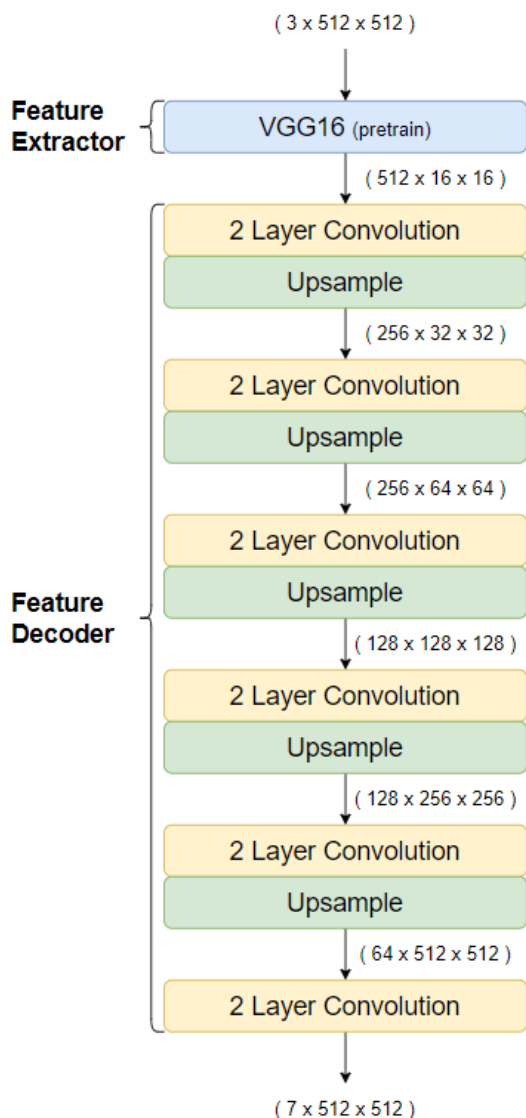 ( 3 x 512 x 512 )
Feature
Extractor
VGG16 (pretrain)
( 512 x 16 x 16 )
2 Layer Convolution
Upsample
( 256 x 32 x 32 )
2 Layer Convolution
Upsample
( 256 x 64 x 64 )
2 Layer Convolution
Upsample
Feature
Decoder
( 128 x 128 x 128 )
2 Layer Convolution
Upsample
( 128 x 256 x 256 )
2 Layer Convolution
Upsample
( 64 x 512 x 512 )
2 Layer Convolution
( 7 x 512 x 512 )